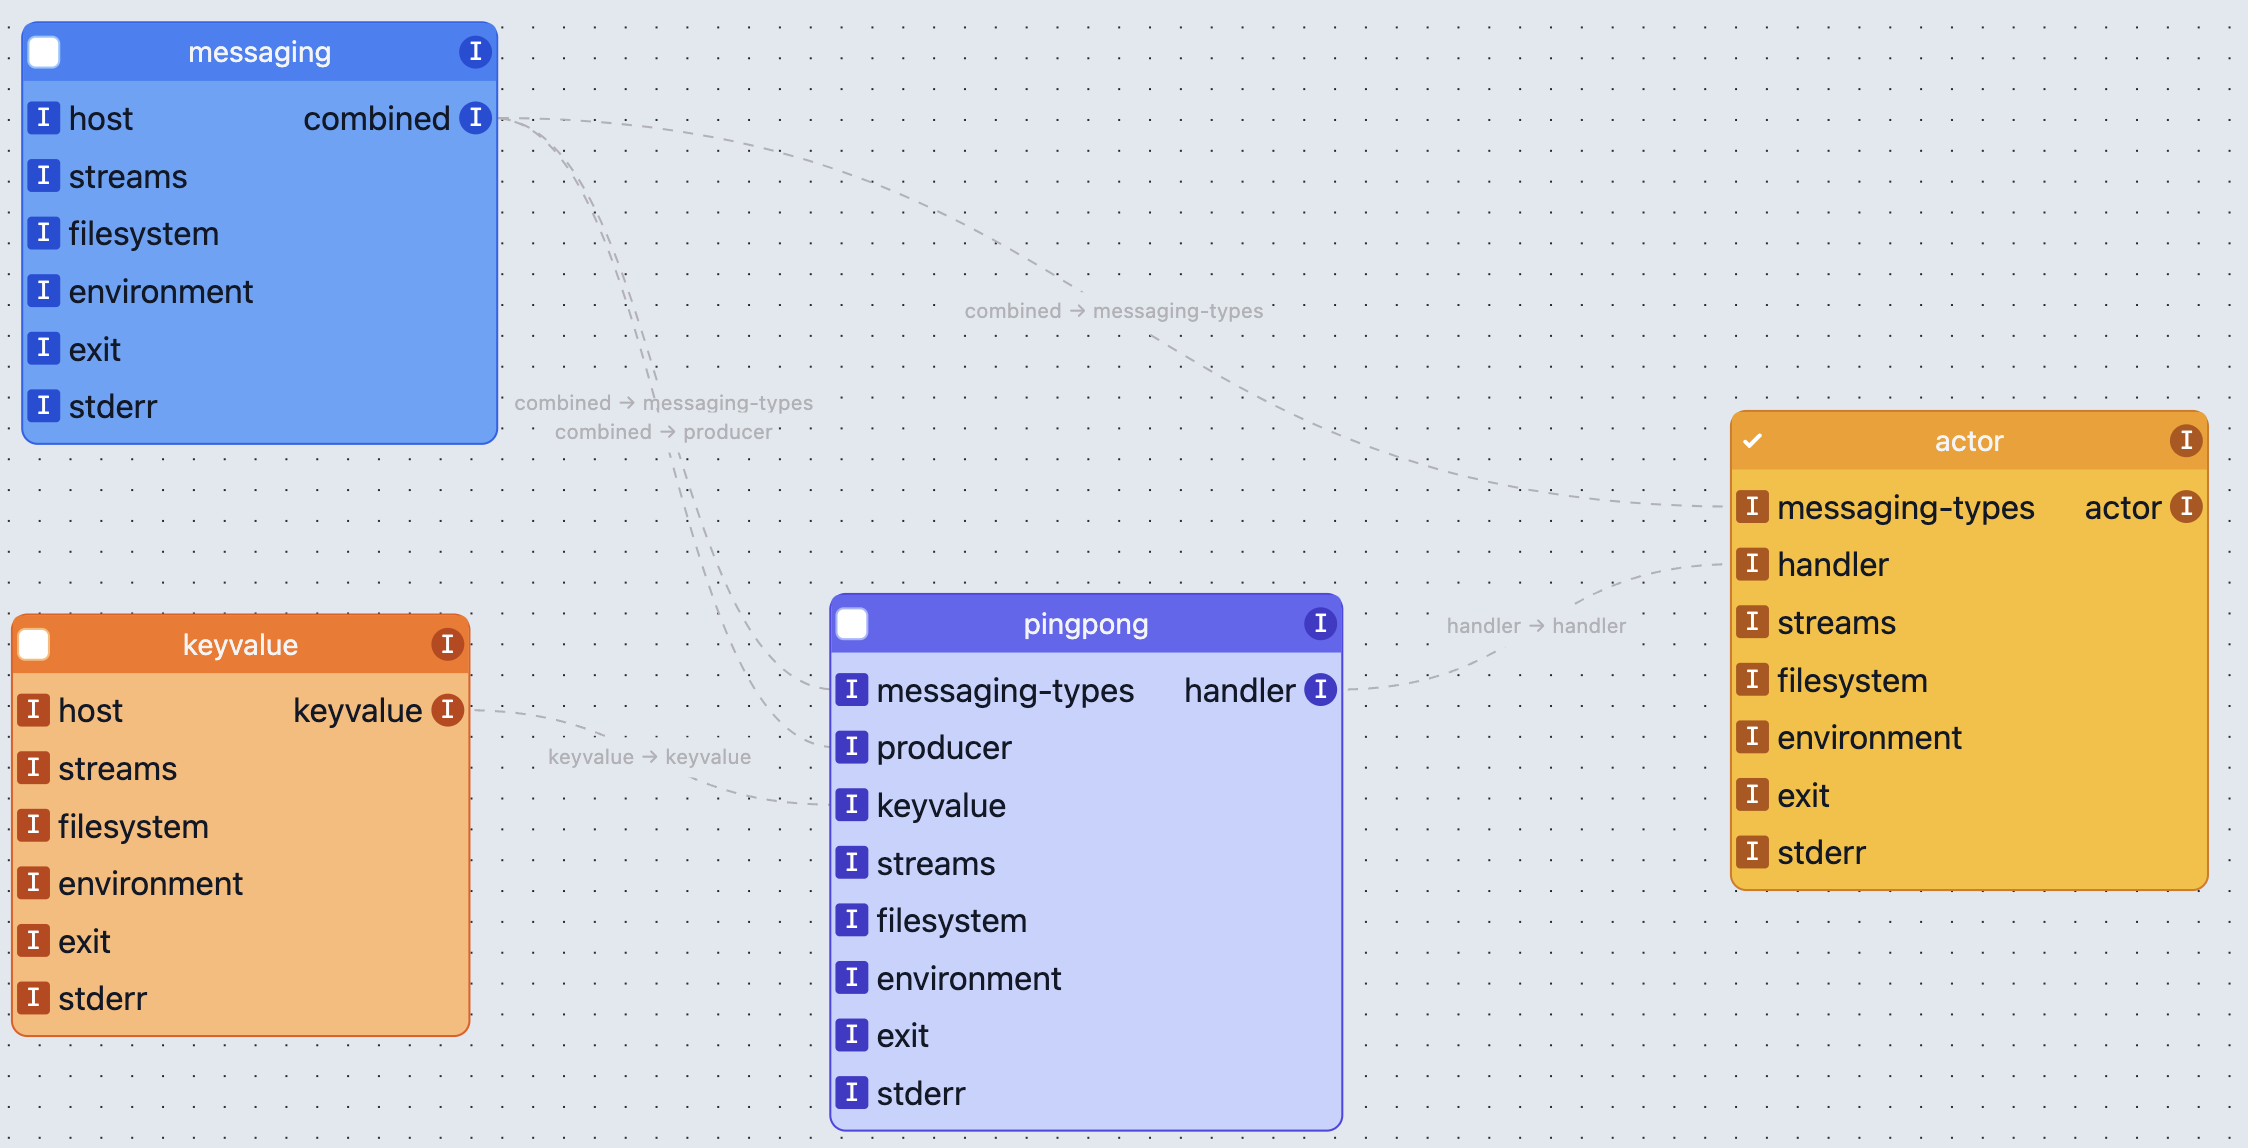 messaging
host combined
streams
filesystem
environment
exit
stderr
combined → messaging-types
combined → messaging-types
combined → producer
keyvalue
host keyvalue
streams
filesystem
environment
exit
stderr
keyvalue → keyvalue
pingpong
messaging-types handler
producer
keyvalue
streams
filesystem
environment
exit
stderr
handler → handler
actor
messaging-types actor
handler
streams
filesystem
environment
exit
stderr